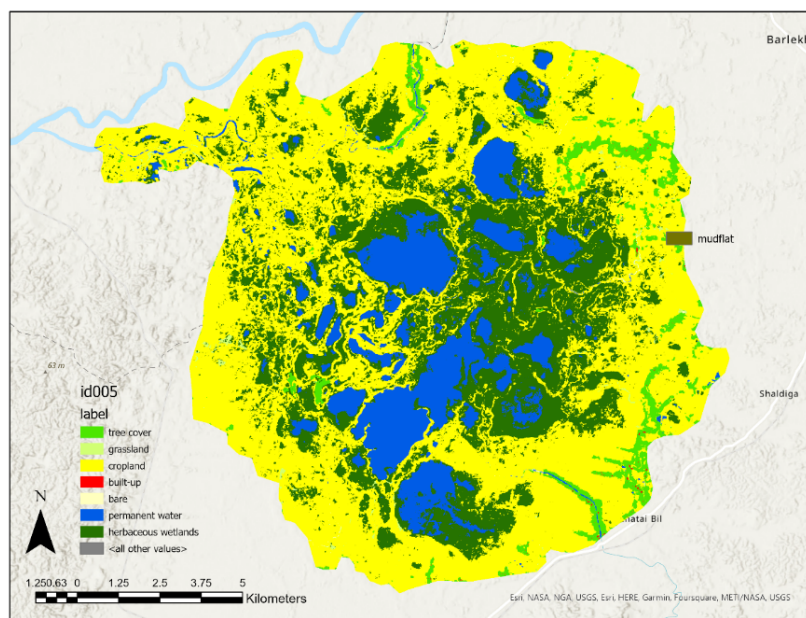 Barlekh
mudflat
63 m
id005
label
tree cover
grassland
cropland
built-up
bare
permanent water
herbaceous wetlands
<all other values>
Shaldiga
hatai Bil
N
1.250.63 0 1.25 2.5 3.75 5
Kilometers
Esri, NASA, NGA, USGS, Esri, HERE, Garmin, Foursquare, METI/NASA, USGS